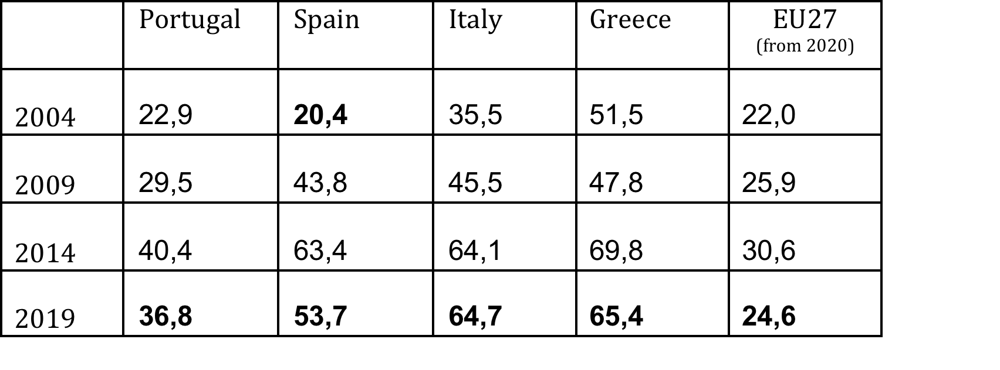 Portugal Spain Italy Greece EU27
(from 2020)
2004 22,9 20,4 35,5 51,5 22,0
2009 29,5 43,8 45,5 47,8 25,9
2014 40,4 63,4 64,1 69,8 30,6
2019 36,8 53,7 64,7 65,4 24,6